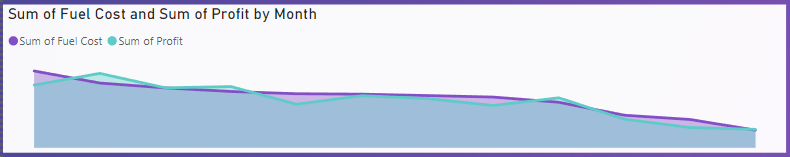 Sum of Fuel Cost and Sum of Profit by Month
Sum of Fuel Cost Sum of Profit